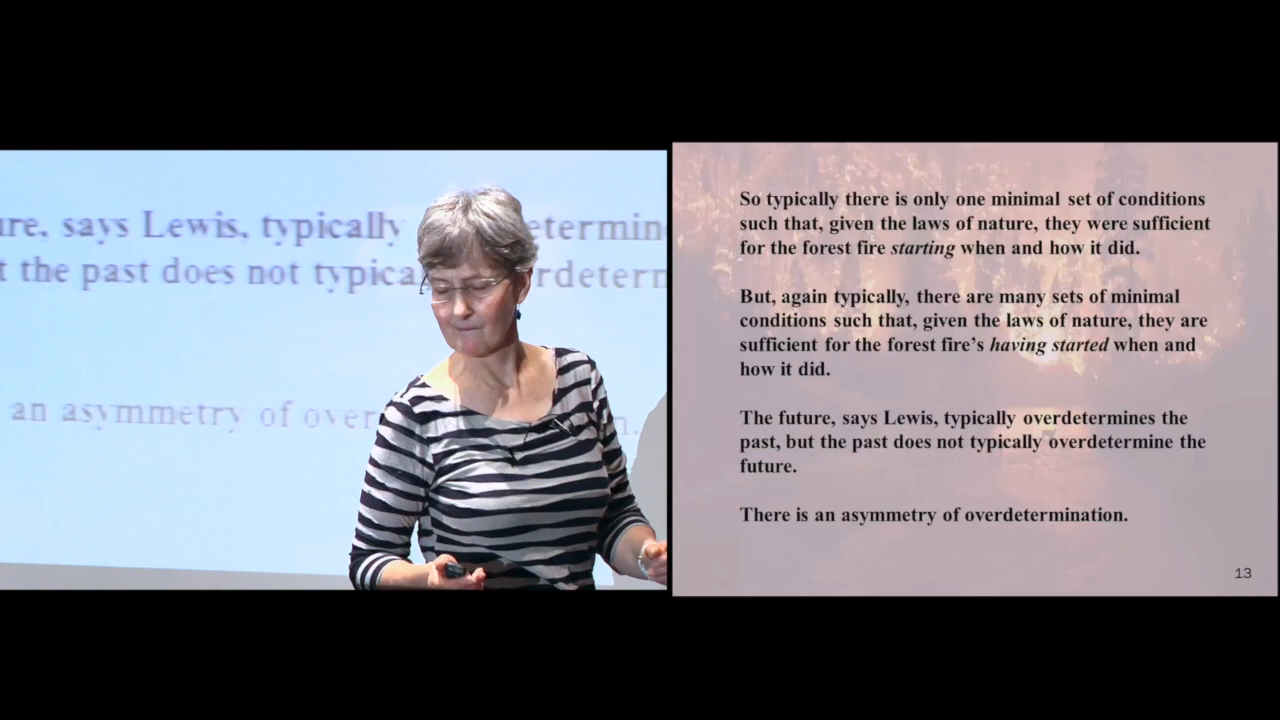 ure, says Lewis, typically
t the past does not typica
an asymmetry of over
So typically there is only one minimal set of conditions
such that, given the laws of nature, they were sufficient
for the forest fire starting when and how it did.
But, again typically, there are many sets of minimal
conditions such that, given the laws of nature, they are
sufficient for the forest fire's having started when and
how it did.
The future, says Lewis, typically overdetermines the
past, but the past does not typically overdetermine the
future.
There is an asymmetry of overdetermination.
13